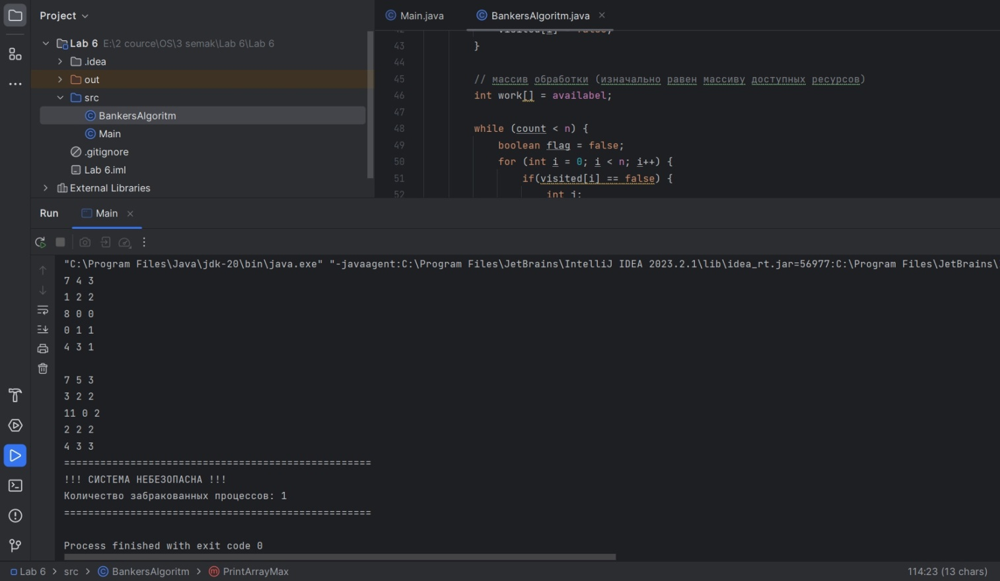 Project
Lab 6 E:\2 cource\OS\3 semak\Lab 6\Lab 6
.idea
out
src
BankersAlgoritm
Main
.gitignore
Lab 6.iml
External Libraries
Main.java BankersAlgoritm.java
42 visited[i] = false;
43 }
44
45 // массив обработки (изначально равен массиву доступных ресурсов)
46 int work[] = availabel;
47
48 while (count < n) {
49 boolean flag = false;
50 for (int i = 0; i < n; i++) {
51 if(visited[i] == false) {
52 int j;
Run Main
"C:\Program Files\Java\jdk-20\bin\java.exe" "-javaagent:C:\Program Files\JetBrains\IntelliJ IDEA 2023.2.1\lib\idea_rt.jar=56977:C:\Program Files\JetBrains\
7 4 3
1 2 2
8 0 0
0 1 1
4 3 1
7 5 3
3 2 2
11 0 2
2 2 2
4 3 3
===================================================
!!! СИСТЕМА НЕБЕЗОПАСНА !!!
Количество забракованных процессов: 1
===================================================
Process finished with exit code 0
Lab 6 > src > BankersAlgoritm > PrintArrayMax 114:23 (13 chars)